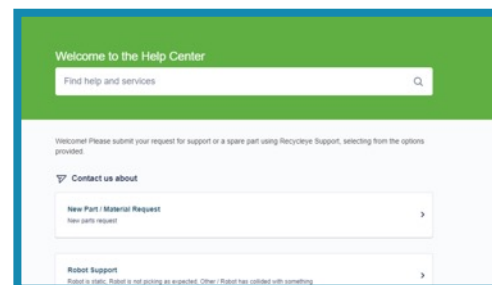 Welcome to the Help Center
Find help and services
Welcome! Please submit your request for support or a spare part using Recycleye Support, selecting from the options
provided.
Contact us about
New Part / Material Request
New parts request
Robot Support
Robot is static, Robot is not picking as expected, Other / Robot has collided with something